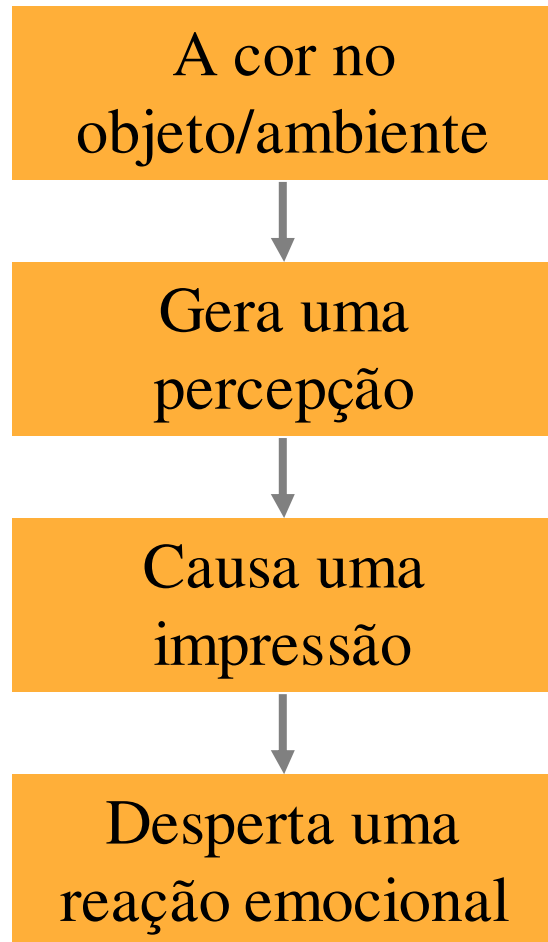 A cor no
objeto/ambiente
Gera uma
percepção
Causa uma
impressão
Desperta uma
reação emocional